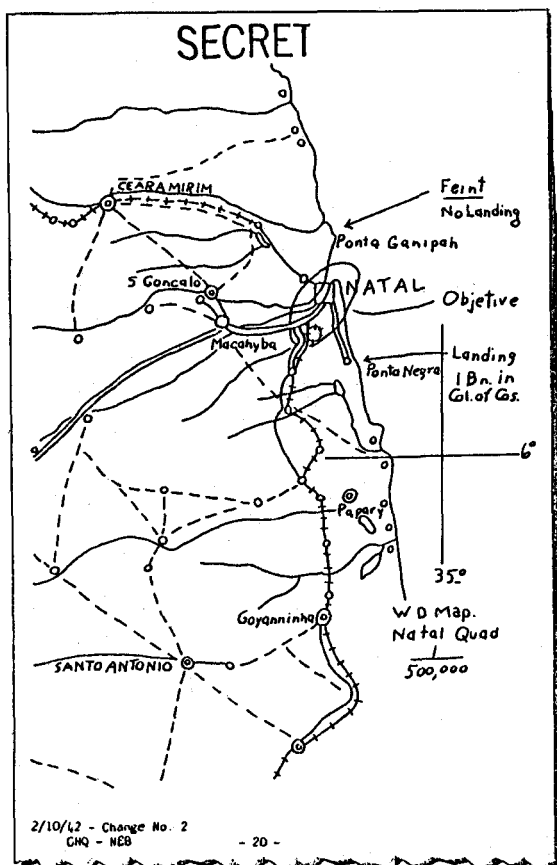 SECRET
CEARAMIRIM
Feint
No Landing
Ponta Ganipah
S Goncalo
NATAL
Objetive
Macahyba
Landing
1 Bn. in
Col. of Cos.
Ponta Negra
6°
Papary
35°
Goyanninha
W D Map.
Natal Quad
1
500,000
SANTO ANTONIO
2/10/42 - Change No. 2
GHQ - NEB
- 20 -